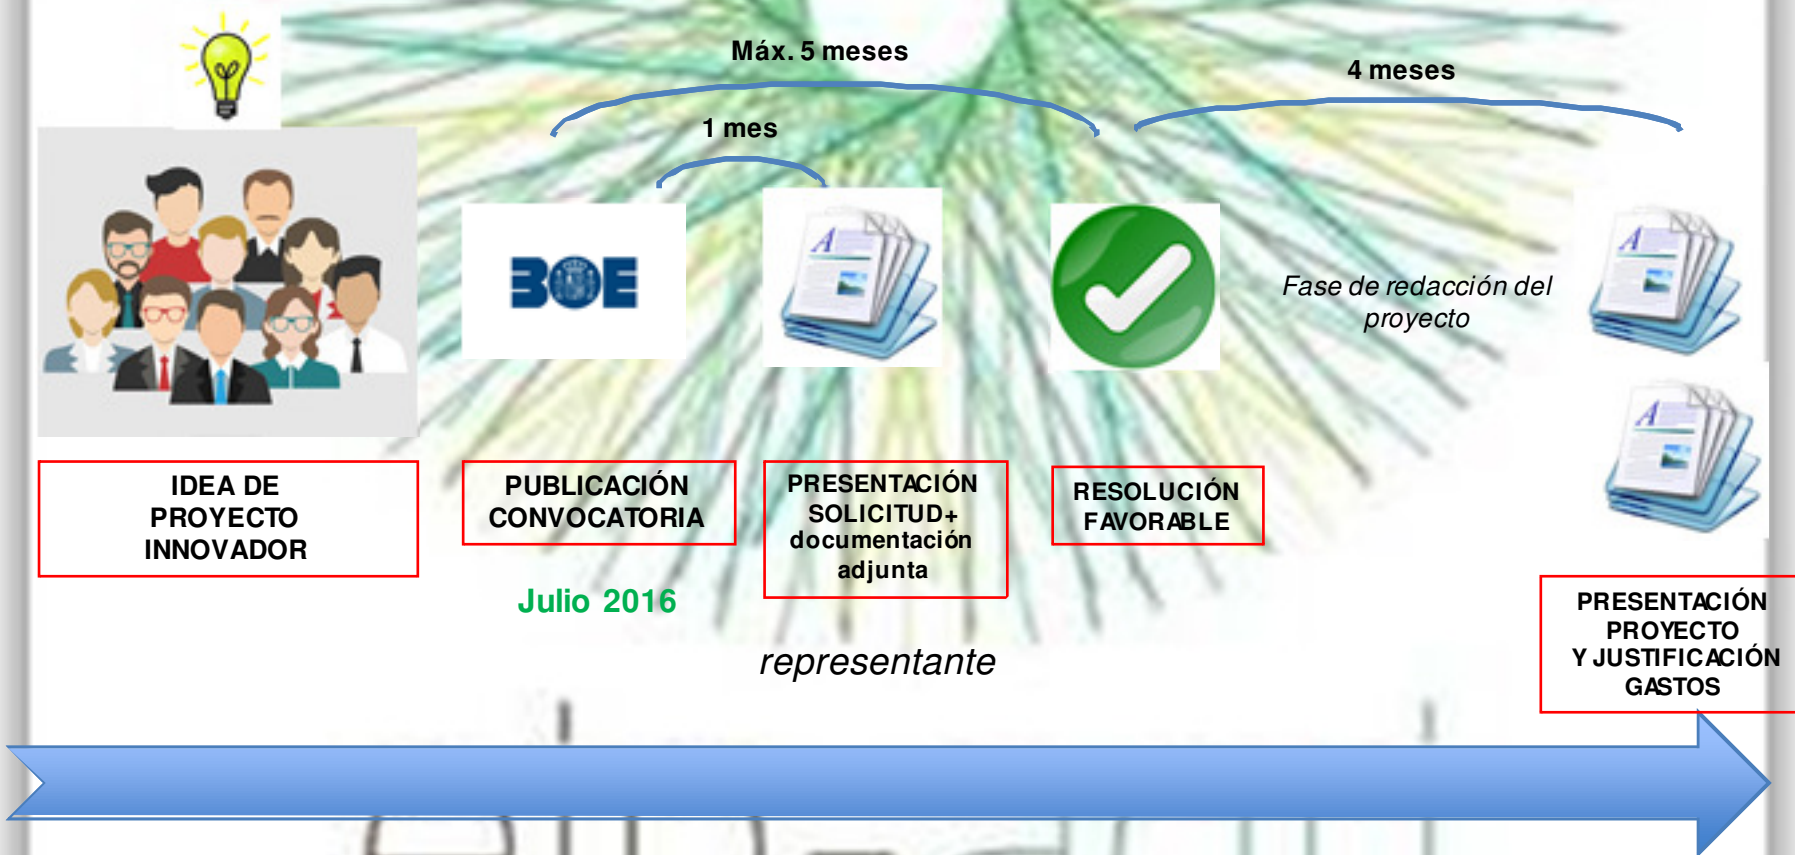 Máx. 5 meses
4 meses
1 mes
BOE
Fase de redacción del
proyecto
IDEA DE
PROYECTO
INNOVADOR
PUBLICACIÓN
CONVOCATORIA
Julio 2016
PRESENTACIÓN
SOLICITUD+
documentación
adjunta
representante
RESOLUCIÓN
FAVORABLE
PRESENTACIÓN
PROYECTO
Y JUSTIFICACIÓN
GASTOS